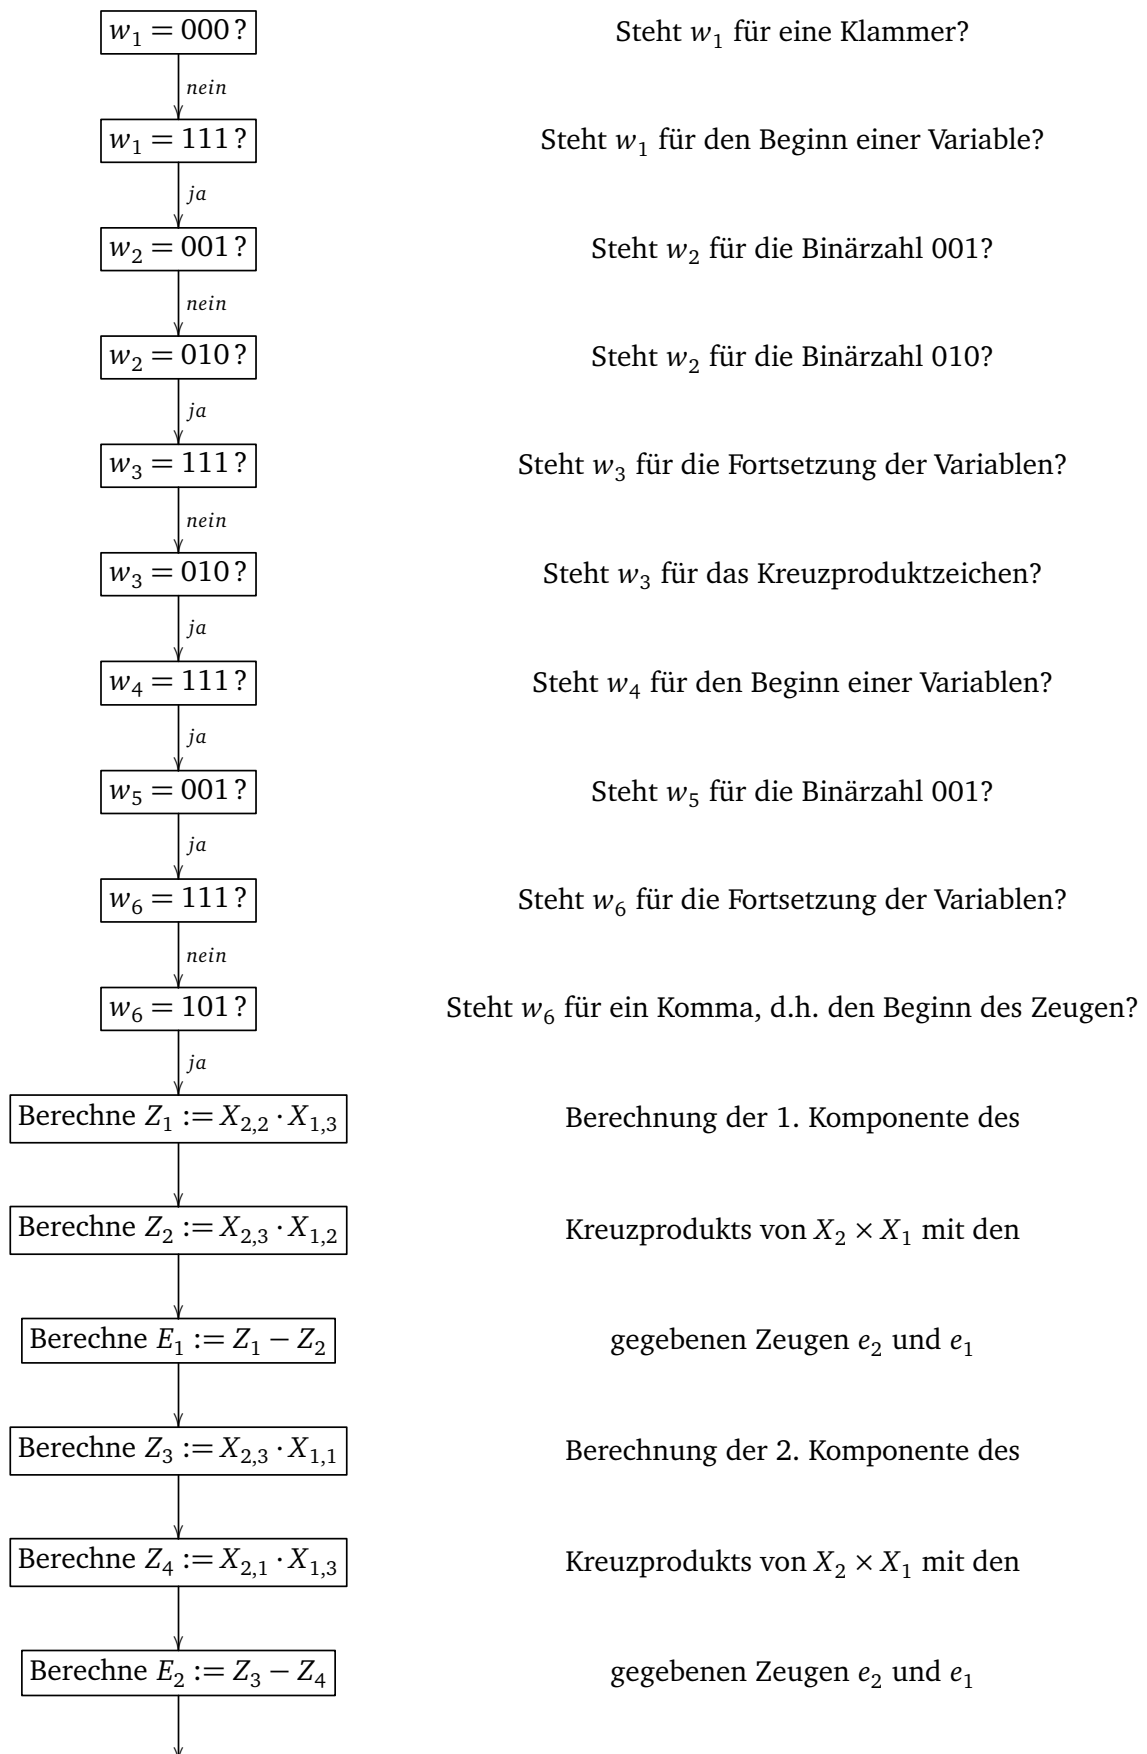 w₁ = 000 ? Steht w₁ für eine Klammer?
nein
w₁ = 111 ? Steht w₁ für den Beginn einer Variable?
ja
w₂ = 001 ? Steht w₂ für die Binärzahl 001?
nein
w₂ = 010 ? Steht w₂ für die Binärzahl 010?
ja
w₃ = 111 ? Steht w₃ für die Fortsetzung der Variablen?
nein
w₃ = 010 ? Steht w₃ für das Kreuzproduktzeichen?
ja
w₄ = 111 ? Steht w₄ für den Beginn einer Variablen?
ja
w₅ = 001 ? Steht w₅ für die Binärzahl 001?
ja
w₆ = 111 ? Steht w₆ für die Fortsetzung der Variablen?
nein
w₆ = 101 ? Steht w₆ für ein Komma, d.h. den Beginn des Zeugen?
ja
Berechne Z₁ := X₂,₂ · X₁,₃ Berechnung der 1. Komponente des
Berechne Z₂ := X₂,₃ · X₁,₂ Kreuzprodukts von X₂ × X₁ mit den
Berechne E₁ := Z₁ − Z₂ gegebenen Zeugen e₂ und e₁
Berechne Z₃ := X₂,₃ · X₁,₁ Berechnung der 2. Komponente des
Berechne Z₄ := X₂,₁ · X₁,₃ Kreuzprodukts von X₂ × X₁ mit den
Berechne E₂ := Z₃ − Z₄ gegebenen Zeugen e₂ und e₁